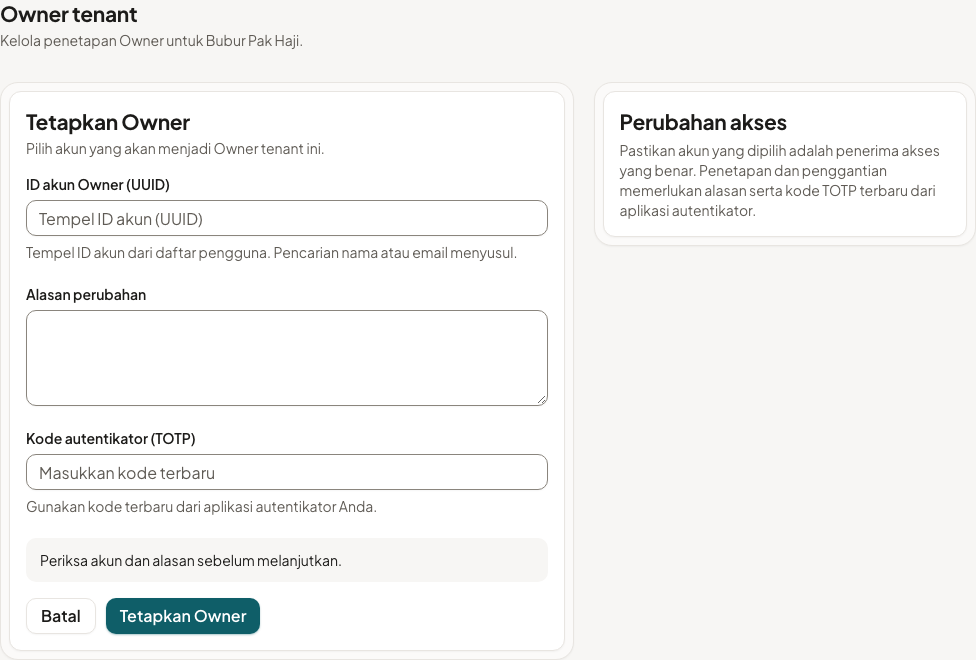 Owner tenant
Kelola penetapan Owner untuk Bubur Pak Haji.
Tetapkan Owner
Pilih akun yang akan menjadi Owner tenant ini.
ID akun Owner (UUID)
Tempel ID akun (UUID)
Tempel ID akun dari daftar pengguna. Pencarian nama atau email menyusul.
Alasan perubahan
Kode autentikator (TOTP)
Masukkan kode terbaru
Gunakan kode terbaru dari aplikasi autentikator Anda.
Periksa akun dan alasan sebelum melanjutkan.
Batal
Tetapkan Owner
Perubahan akses
Pastikan akun yang dipilih adalah penerima akses
yang benar. Penetapan dan penggantian
memerlukan alasan serta kode TOTP terbaru dari
aplikasi autentikator.